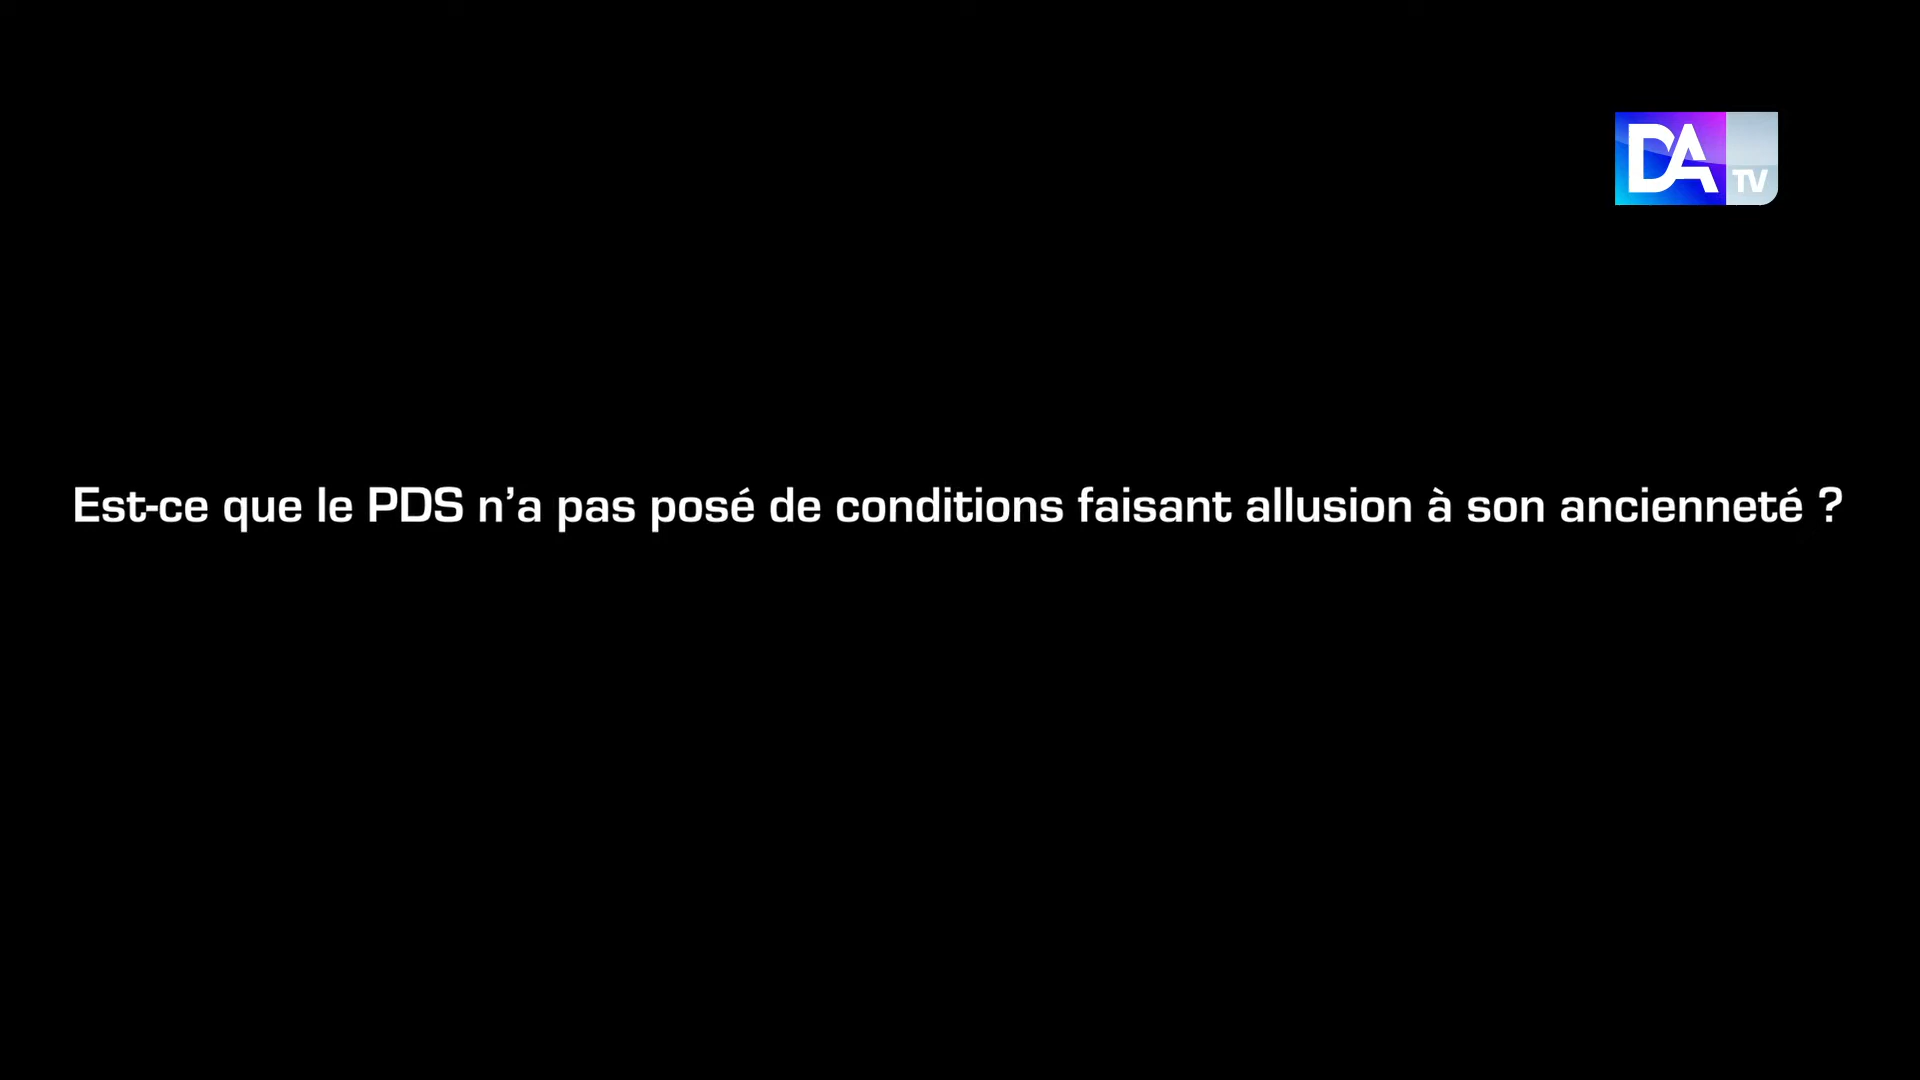 DA TV
Est-ce que le PDS n’a pas posé de conditions faisant allusion à son ancienneté ?